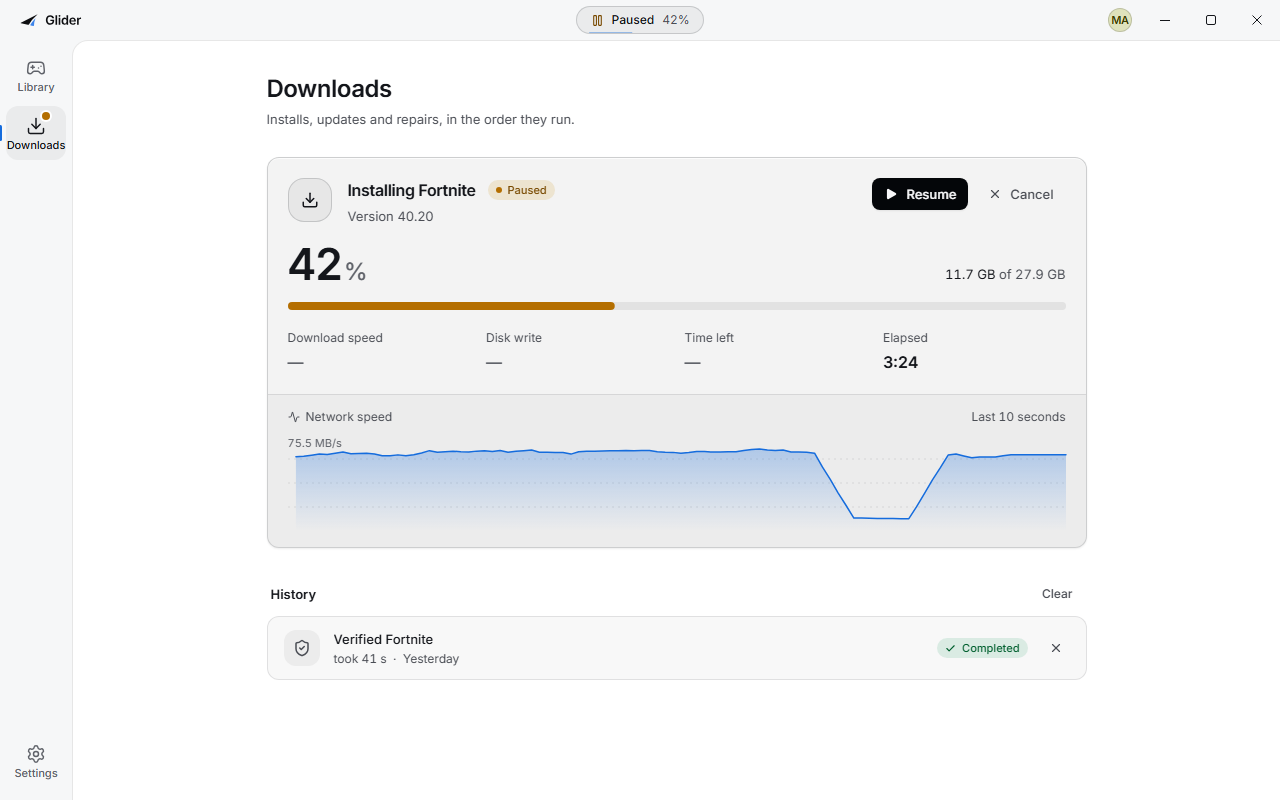 Glider
Paused 42%
MA
Library
Downloads
Settings
Downloads
Installs, updates and repairs, in the order they run.
Installing Fortnite
Paused
Version 40.20
Resume
Cancel
42%
11.7 GB of 27.9 GB
Download speed
—
Disk write
—
Time left
—
Elapsed
3:24
Network speed
Last 10 seconds
75.5 MB/s
History
Clear
Verified Fortnite
took 41 s · Yesterday
Completed